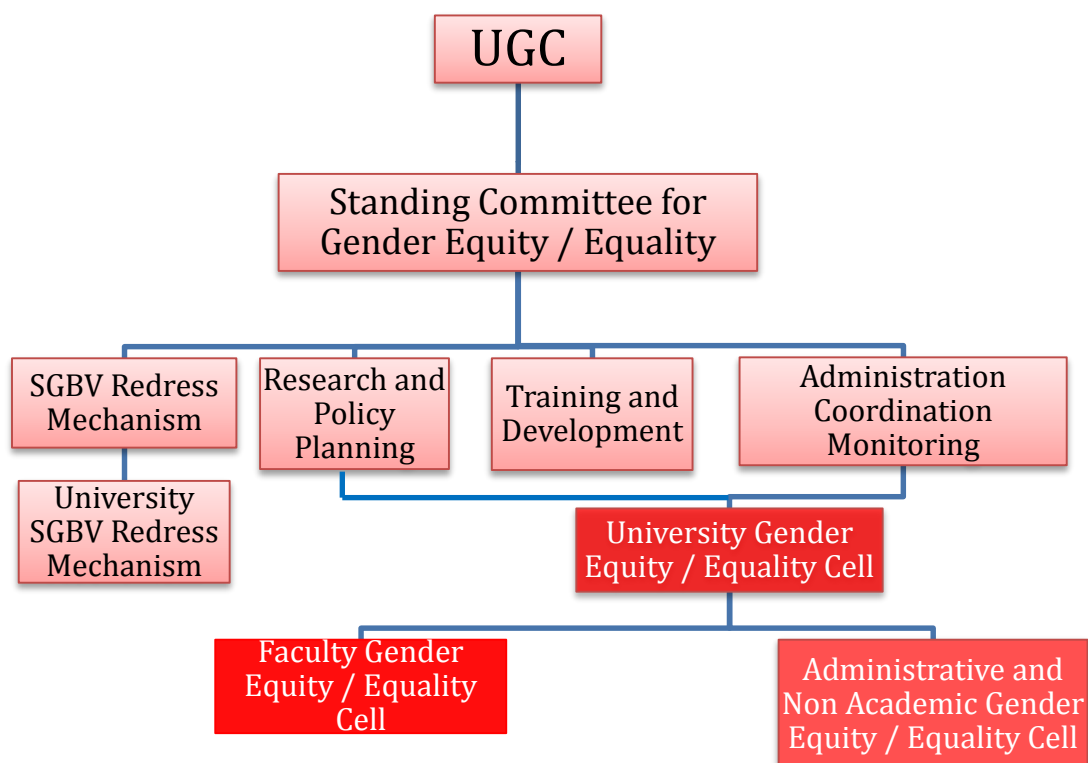 UGC
Standing Committee for
Gender Equity / Equality
SGBV Redress
Mechanism
Research and
Policy
Planning
Training and
Development
Administration
Coordination
Monitoring
University
SGBV Redress
Mechanism
University Gender
Equity / Equality Cell
Faculty Gender
Equity / Equality
Cell
Administrative and
Non Academic Gender
Equity / Equality Cell